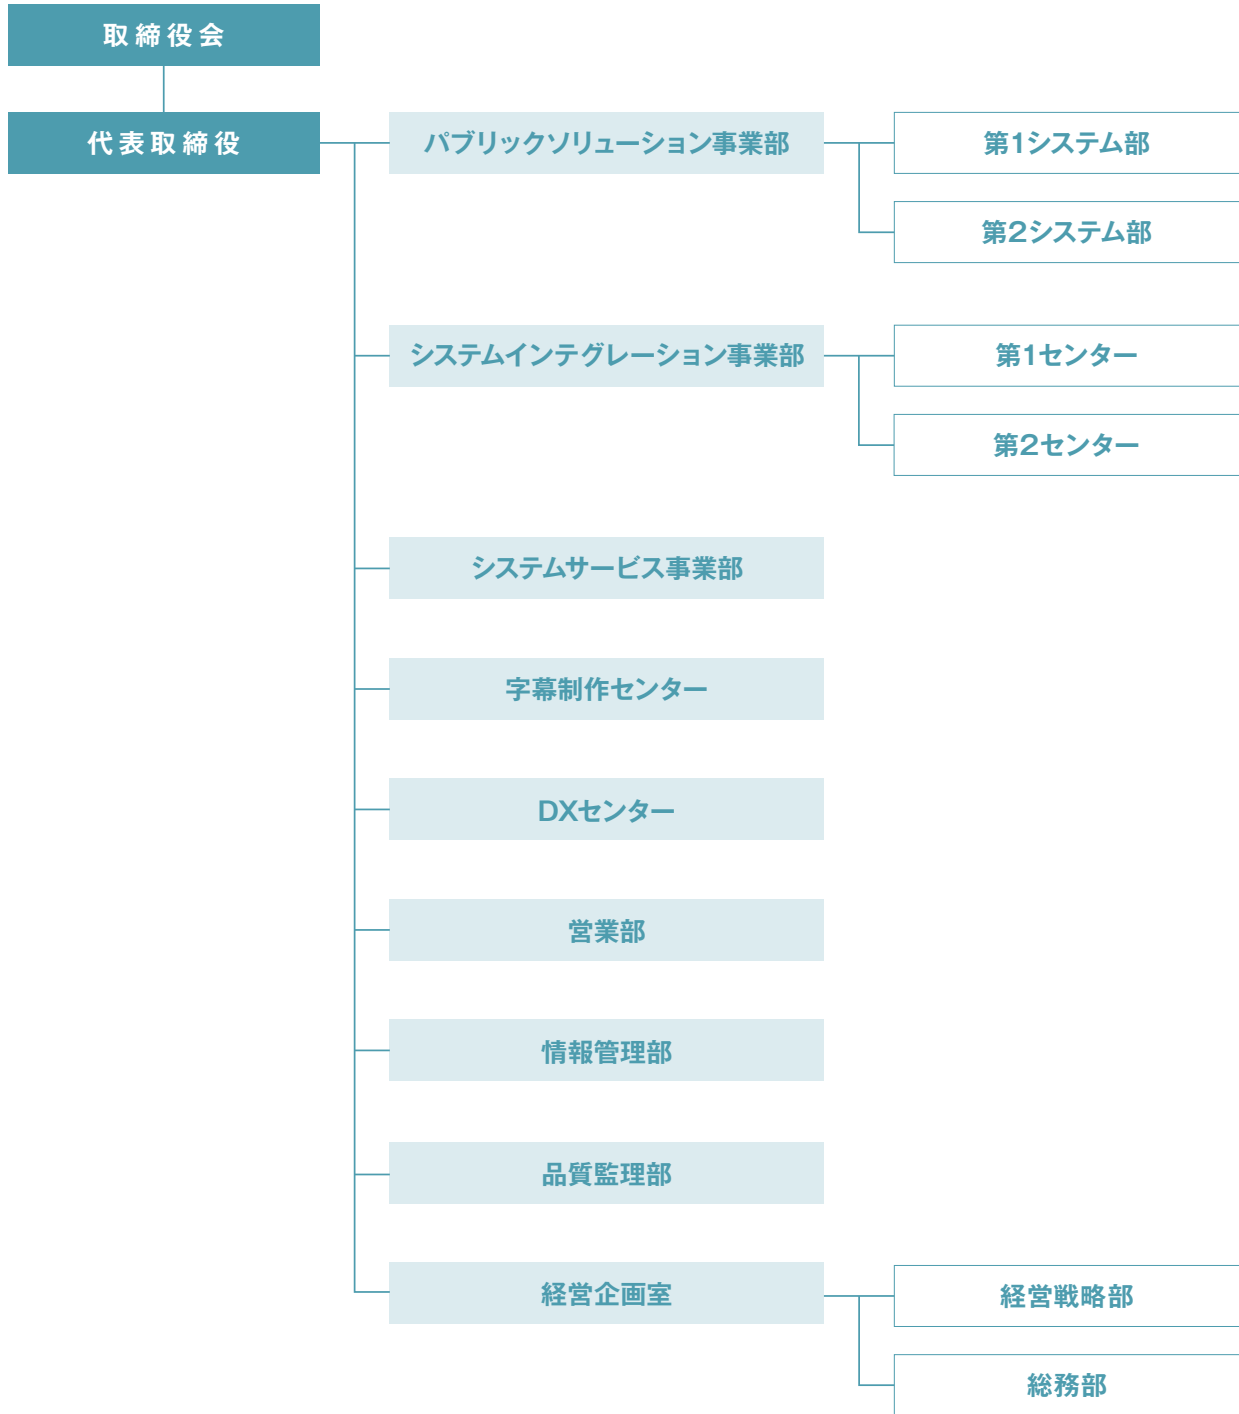 取締役会
代表取締役
パブリックソリューション事業部
第1システム部
第2システム部
システムインテグレーション事業部
第1センター
第2センター
システムサービス事業部
字幕制作センター
DXセンター
営業部
情報管理部
品質監理部
経営企画室
経営戦略部
総務部